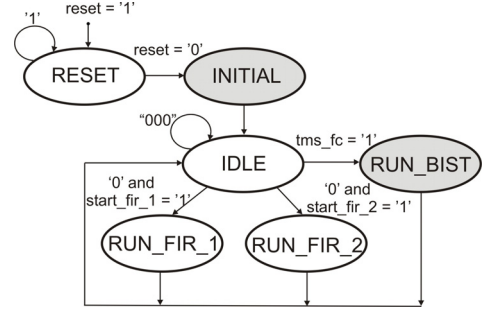 reset = '1'
'1'
reset = '0'
RESET
INITIAL
"000"
tms_fc = '1'
IDLE
RUN_BIST
'0' and
start_fir_1 = '1'
'0' and
start_fir_2 = '1'
RUN_FIR_1
RUN_FIR_2